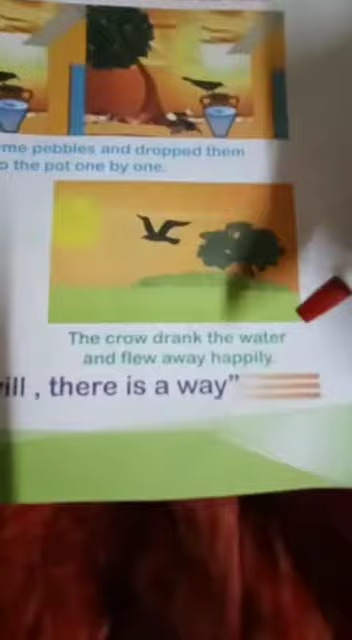 me pebbles and dropped them
o the pot one by one.
The crow drank the water
and flew away happily.
ill , there is a way"